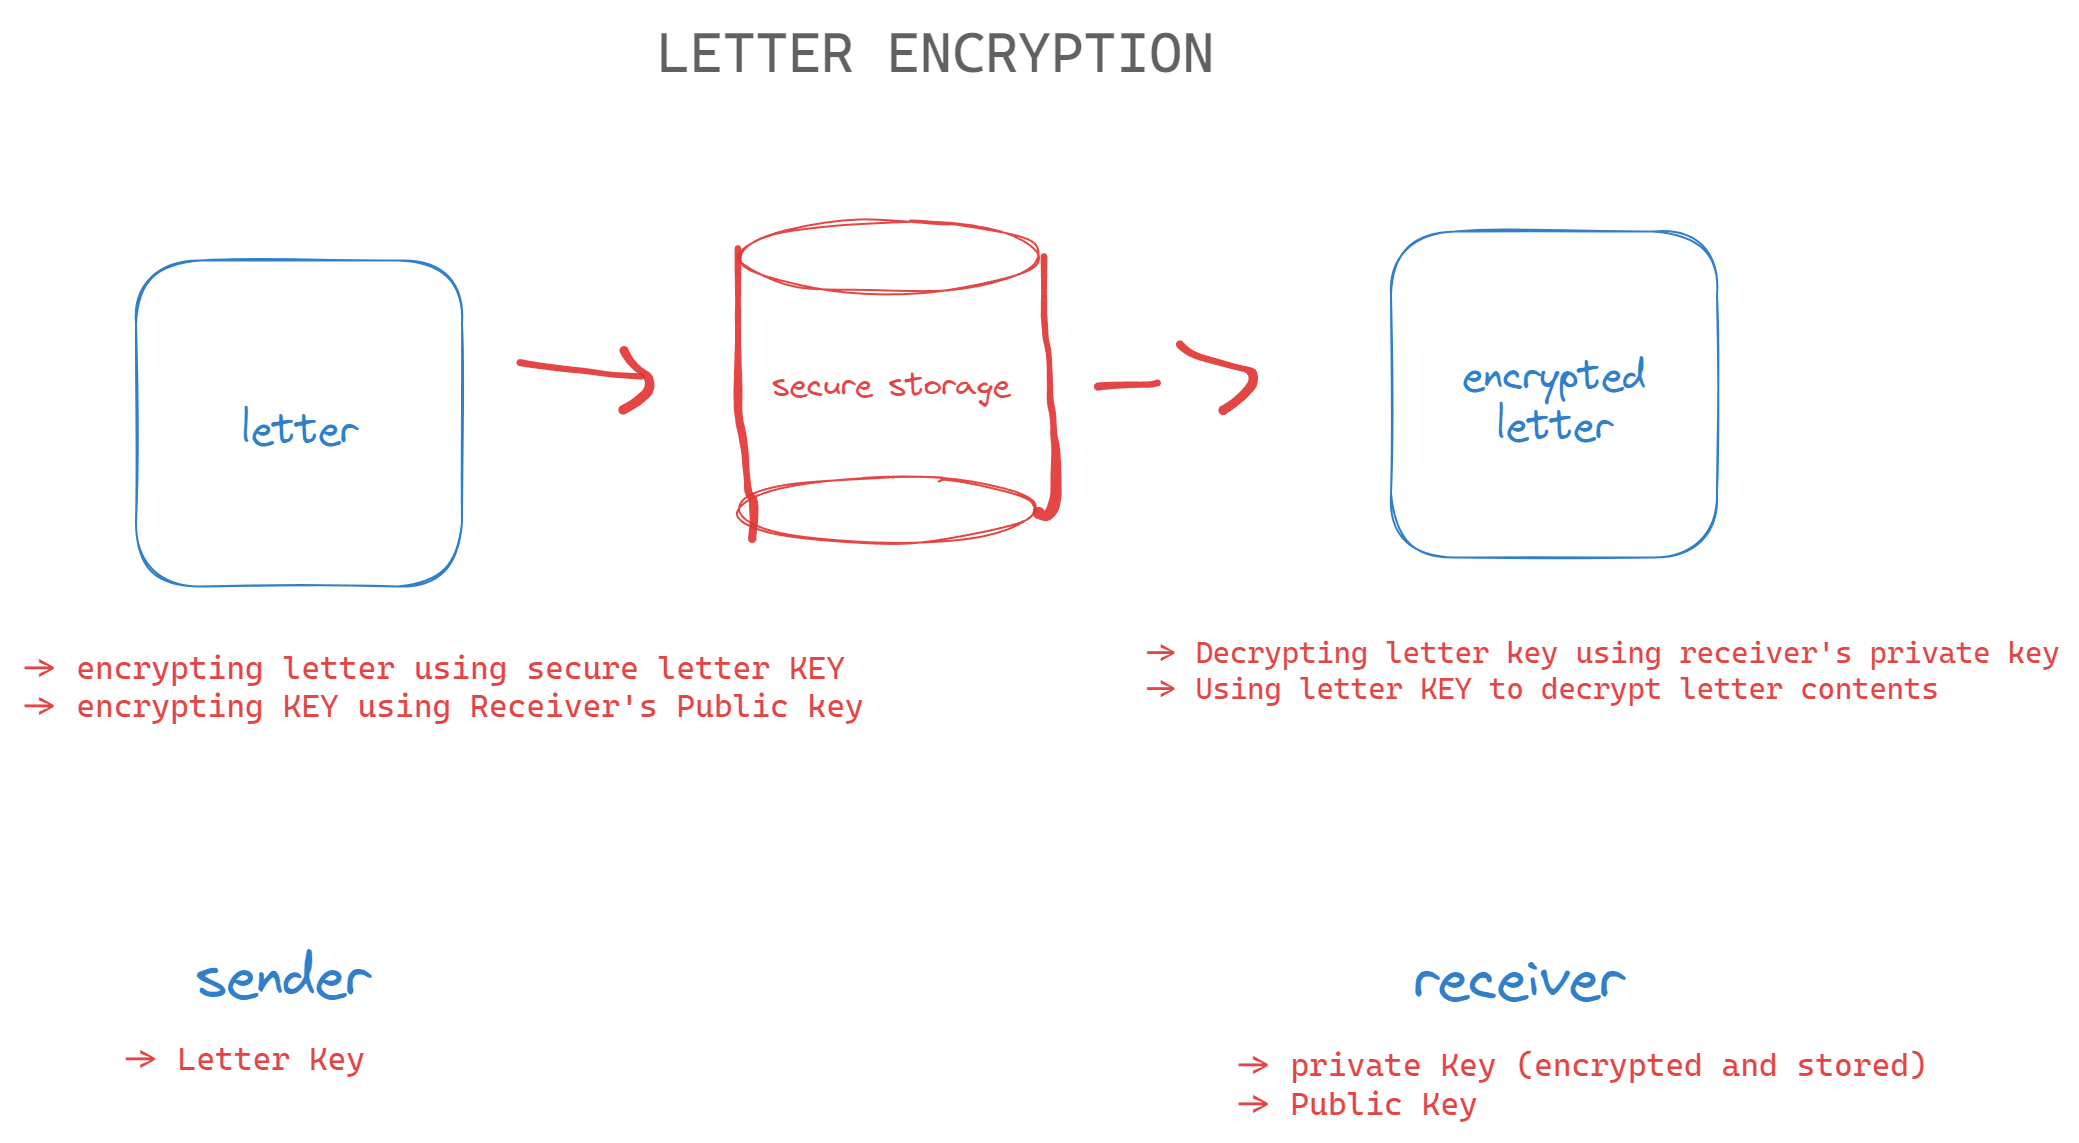 LETTER ENCRYPTION
letter
secure storage
encrypted
letter
→ encrypting letter using secure letter KEY
→ encrypting KEY using Receiver's Public key
→ Decrypting letter key using receiver's private key
→ Using letter KEY to decrypt letter contents
sender
→ Letter Key
receiver
→ private Key (encrypted and stored)
→ Public Key